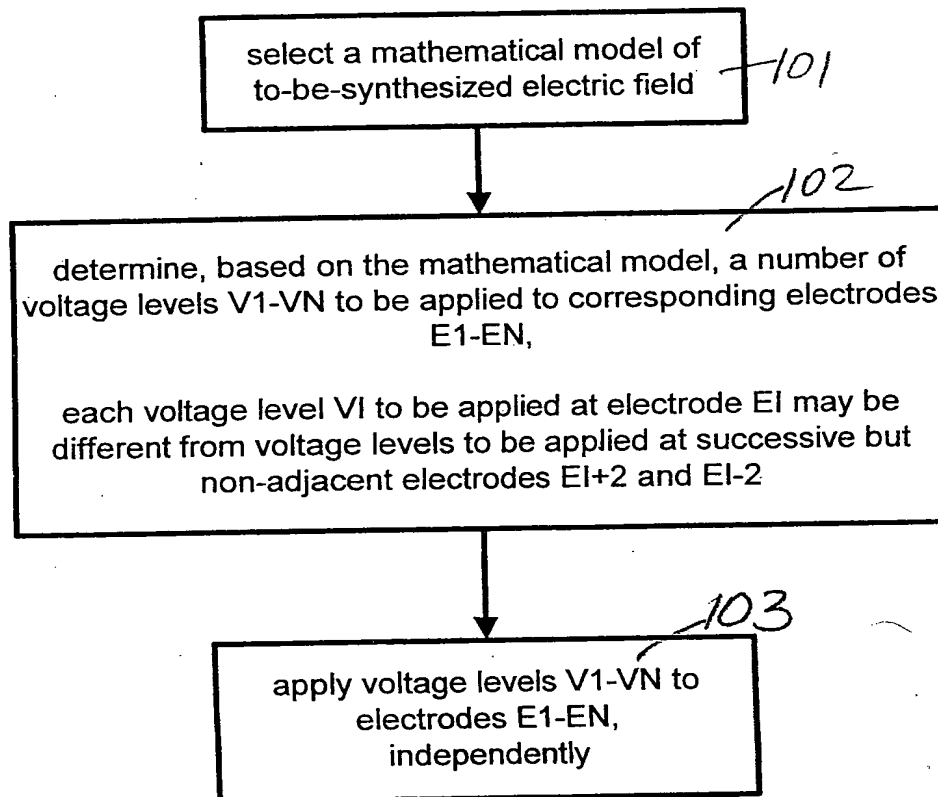 select a mathematical model of
to-be-synthesized electric field
101
102
determine, based on the mathematical model, a number of
voltage levels V1-VN to be applied to corresponding electrodes
E1-EN,
each voltage level VI to be applied at electrode EI may be
different from voltage levels to be applied at successive but
non-adjacent electrodes EI+2 and EI-2
103
apply voltage levels V1-VN to
electrodes E1-EN,
independently